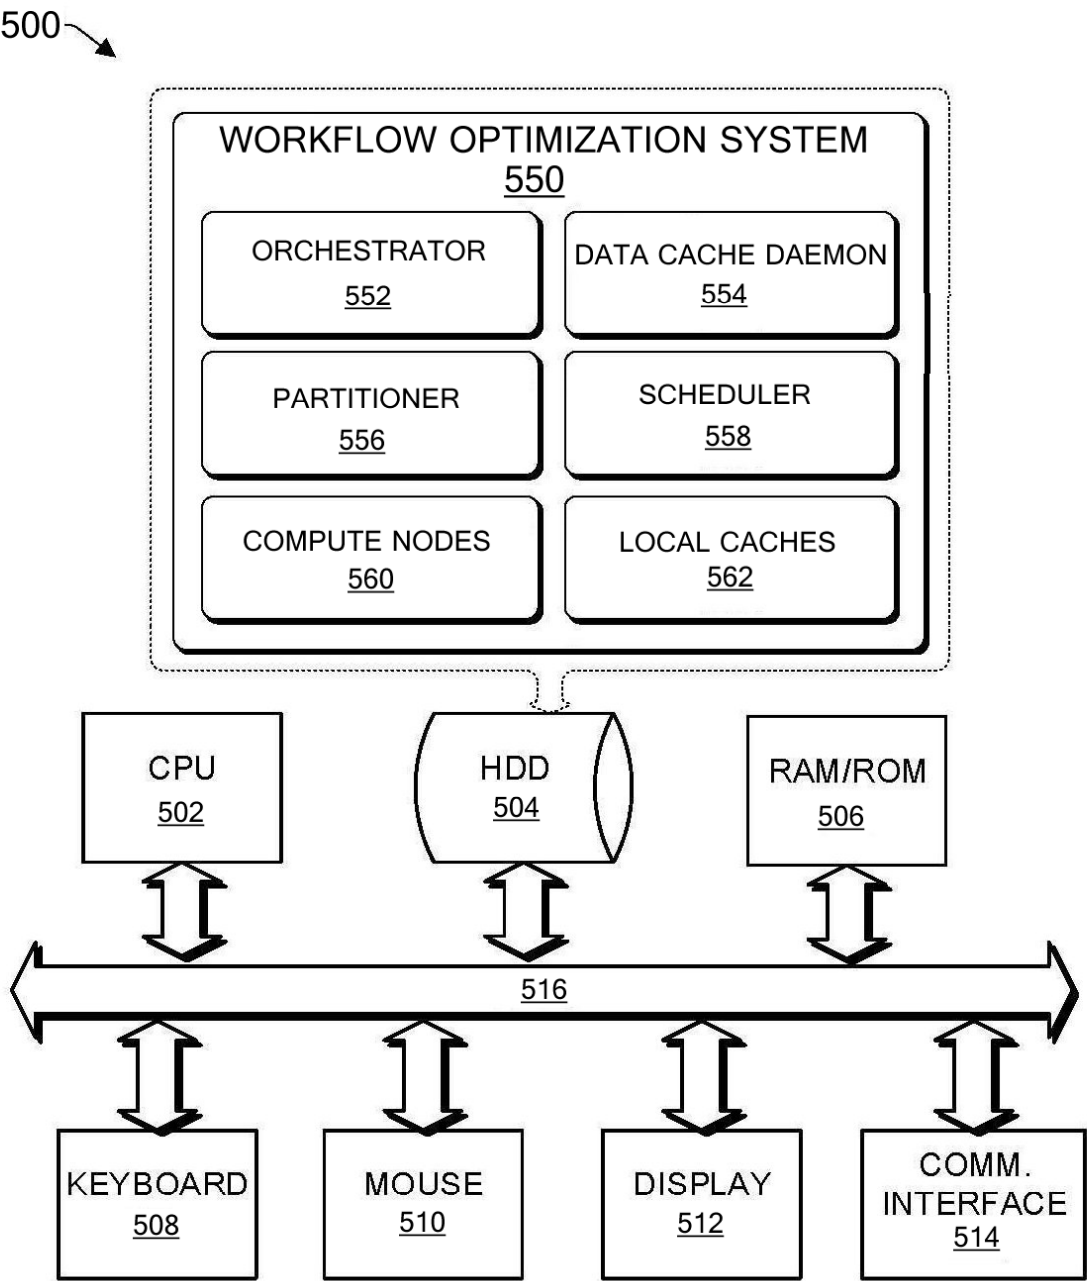 500
WORKFLOW OPTIMIZATION SYSTEM
550
ORCHESTRATOR
552
DATA CACHE DAEMON
554
PARTITIONER
556
SCHEDULER
558
COMPUTE NODES
560
LOCAL CACHES
562
CPU
502
HDD
504
RAM/ROM
506
516
KEYBOARD
508
MOUSE
510
DISPLAY
512
COMM.
INTERFACE
514